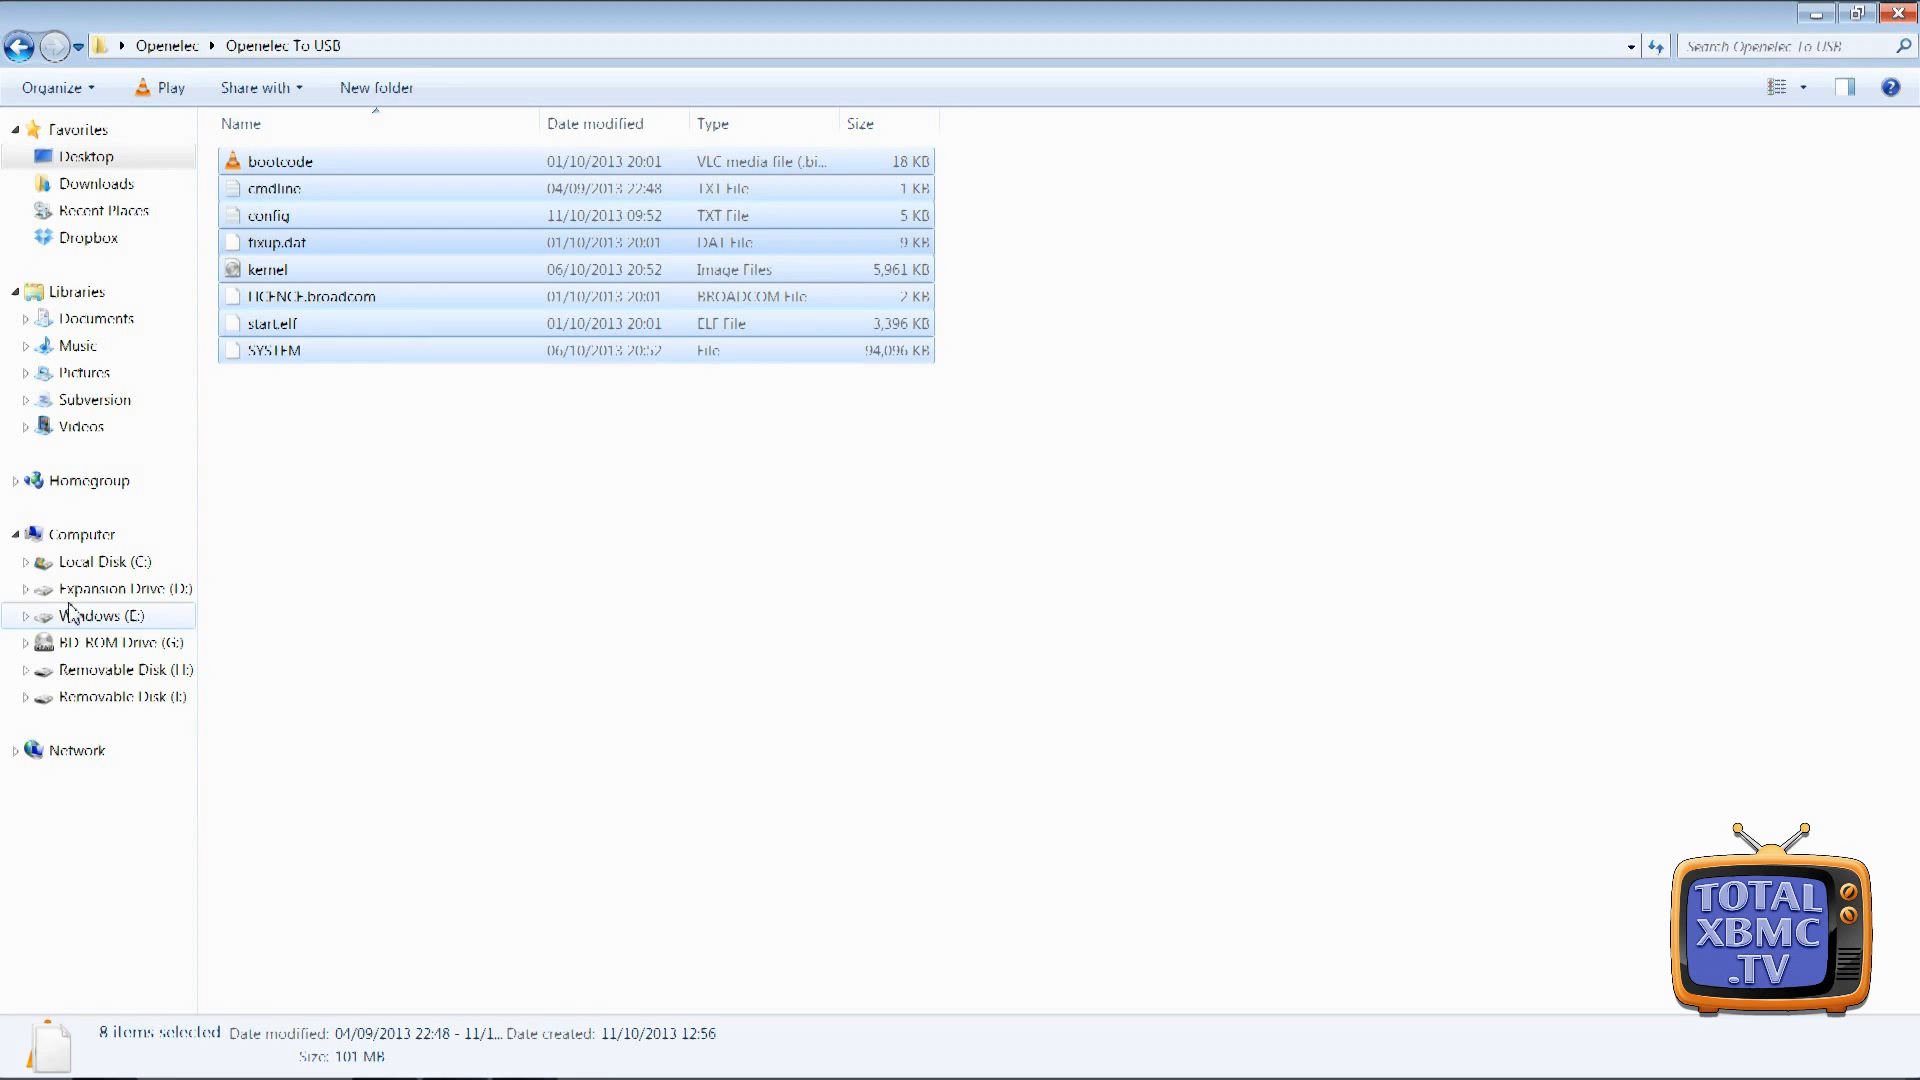 Openelec Openelec To USB
Search Openelec To USB
Organize Play Share with New folder
Name Date modified Type Size
bootcode 01/10/2013 20:01 VLC media file (.bi... 18 KB
cmdline 04/09/2013 22:48 TXT File 1 KB
config 11/10/2013 09:52 TXT File 5 KB
fixup.dat 01/10/2013 20:01 DAT File 9 KB
kernel 06/10/2013 20:52 Image Files 5,961 KB
LICENCE.broadcom 01/10/2013 20:01 BROADCOM File 2 KB
start.elf 01/10/2013 20:01 ELF File 3,396 KB
SYSTEM 06/10/2013 20:52 File 94,096 KB
Favorites
Desktop
Downloads
Recent Places
Dropbox
Libraries
Documents
Music
Pictures
Subversion
Videos
Homegroup
Computer
Local Disk (C:)
Expansion Drive (D:)
Windows (E:)
BD-ROM Drive (G:)
Removable Disk (H:)
Removable Disk (I:)
Network
TOTAL
XBMC
.TV
8 items selected Date modified: 04/09/2013 22:48 - 11/1... Date created: 11/10/2013 12:56
Size: 101 MB